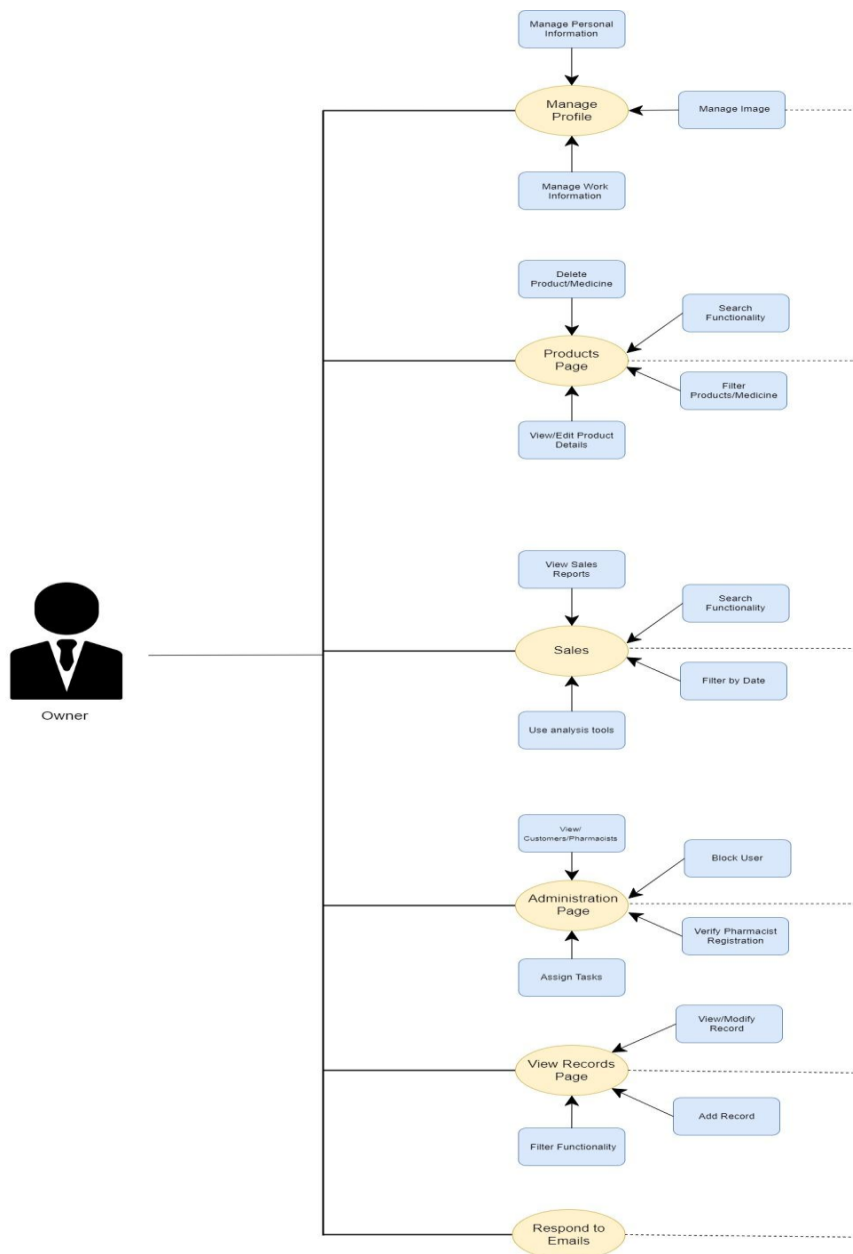 Manage Personal
Information
Manage
Profile
Manage Image
Manage Work
Information
Delete
Product/Medicine
Search
Functionality
Products
Page
Filter
Products/Medicine
View/Edit Product
Details
View Sales
Reports
Search
Functionality
Sales
Filter by Date
Use analysis tools
Owner
View/
Customers/Pharmacists
Block User
Administration
Page
Verify Pharmacist
Registration
Assign Tasks
View/Modify
Record
View Records
Page
Add Record
Filter Functionality
Respond to
Emails